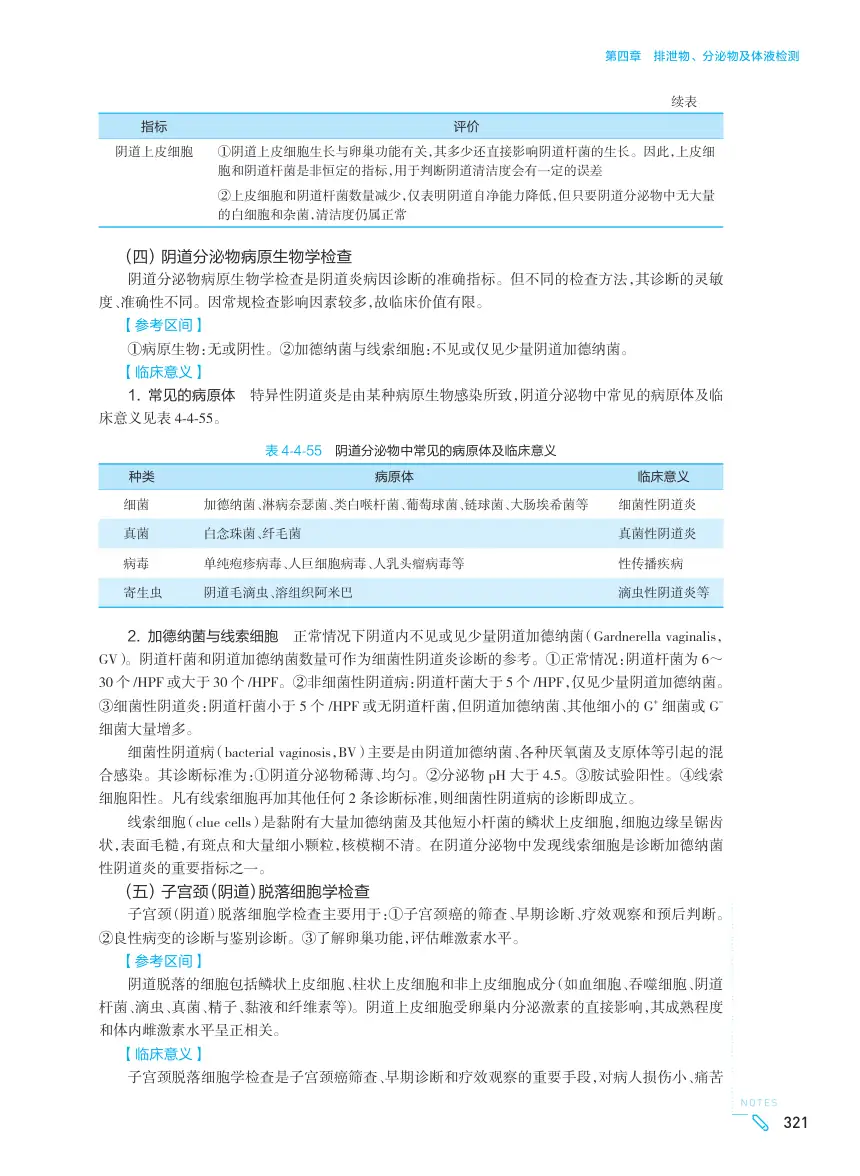 第四章　排泄物、分泌物及体液检测
续表
指标　评价
阴道上皮细胞　①阴道上皮细胞生长与卵巢功能有关,其多少还直接影响阴道杆菌的生长。因此,上皮细
胞和阴道杆菌是非恒定的指标,用于判断阴道清洁度会有一定的误差
②上皮细胞和阴道杆菌数量减少,仅表明阴道自净能力降低,但只要阴道分泌物中无大量
的白细胞和杂菌,清洁度仍属正常
（四）阴道分泌物病原生物学检查
阴道分泌物病原生物学检查是阴道炎病因诊断的准确指标。但不同的检查方法,其诊断的灵敏
度、准确性不同。因常规检查影响因素较多,故临床价值有限。
【参考区间】
①病原生物:无或阴性。②加德纳菌与线索细胞:不见或仅见少量阴道加德纳菌。
【临床意义】
1. 常见的病原体　特异性阴道炎是由某种病原生物感染所致,阴道分泌物中常见的病原体及临
床意义见表 4-4-55。
表 4-4-55　阴道分泌物中常见的病原体及临床意义
种类　病原体　临床意义
细菌　加德纳菌、淋病奈瑟菌、类白喉杆菌、葡萄球菌、链球菌、大肠埃希菌等　细菌性阴道炎
真菌　白念珠菌、纤毛菌　真菌性阴道炎
病毒　单纯疱疹病毒、人巨细胞病毒、人乳头瘤病毒等　性传播疾病
寄生虫　阴道毛滴虫、溶组织阿米巴　滴虫性阴道炎等
2. 加德纳菌与线索细胞　正常情况下阴道内不见或见少量阴道加德纳菌（Gardnerella vaginalis,
GV）。阴道杆菌和阴道加德纳菌数量可作为细菌性阴道炎诊断的参考。①正常情况:阴道杆菌为 6～
30 个 /HPF 或大于 30 个 /HPF。②非细菌性阴道病:阴道杆菌大于 5 个 /HPF,仅见少量阴道加德纳菌。
③细菌性阴道炎:阴道杆菌小于 5 个 /HPF 或无阴道杆菌,但阴道加德纳菌、其他细小的 G⁺ 细菌或 G⁻
细菌大量增多。
细菌性阴道病（bacterial vaginosis,BV）主要是由阴道加德纳菌、各种厌氧菌及支原体等引起的混
合感染。其诊断标准为:①阴道分泌物稀薄、均匀。②分泌物 pH 大于 4.5。③胺试验阳性。④线索
细胞阳性。凡有线索细胞再加其他任何 2 条诊断标准,则细菌性阴道病的诊断即成立。
线索细胞（clue cells）是黏附有大量加德纳菌及其他短小杆菌的鳞状上皮细胞,细胞边缘呈锯齿
状,表面毛糙,有斑点和大量细小颗粒,核模糊不清。在阴道分泌物中发现线索细胞是诊断加德纳菌
性阴道炎的重要指标之一。
（五）子宫颈（阴道）脱落细胞学检查
子宫颈（阴道）脱落细胞学检查主要用于:①子宫颈癌的筛查、早期诊断、疗效观察和预后判断。
②良性病变的诊断与鉴别诊断。③了解卵巢功能,评估雌激素水平。
【参考区间】
阴道脱落的细胞包括鳞状上皮细胞、柱状上皮细胞和非上皮细胞成分（如血细胞、吞噬细胞、阴道
杆菌、滴虫、真菌、精子、黏液和纤维素等）。阴道上皮细胞受卵巢内分泌激素的直接影响,其成熟程度
和体内雌激素水平呈正相关。
【临床意义】
子宫颈脱落细胞学检查是子宫颈癌筛查、早期诊断和疗效观察的重要手段,对病人损伤小、痛苦
NOTES
321